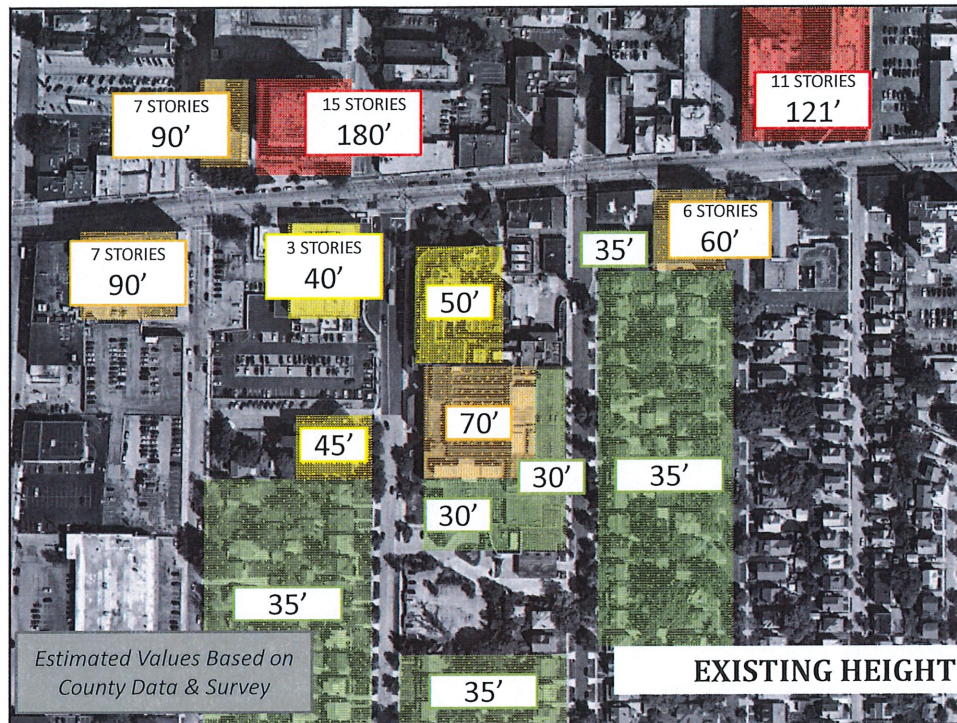 7 STORIES
90’
15 STORIES
180’
11 STORIES
121’
7 STORIES
90’
3 STORIES
40’
50’
35’
6 STORIES
60’
45’
70’
30’
30’
35’
35’
35’
Estimated Values Based on
County Data & Survey
EXISTING HEIGHT